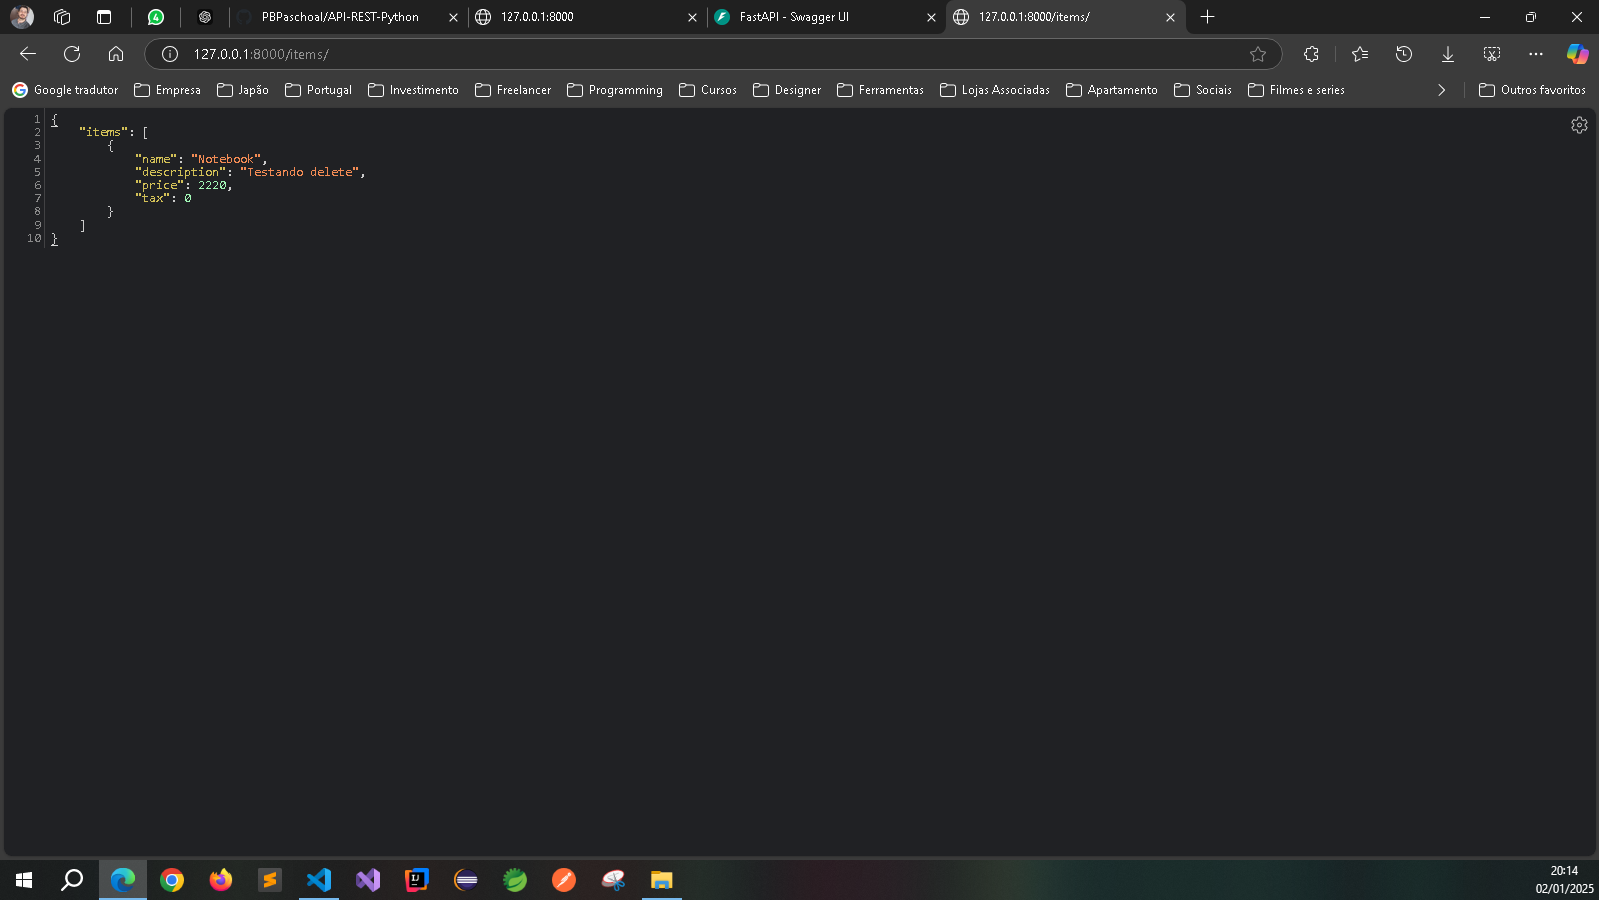 PBPaschoal/API-REST-Python
127.0.0.1:8000
FastAPI - Swagger UI
127.0.0.1:8000/items/
127.0.0.1:8000/items/
Google tradutor
Empresa
Japão
Portugal
Investimento
Freelancer
Programming
Cursos
Designer
Ferramentas
Lojas Associadas
Apartamento
Sociais
Filmes e series
Outros favoritos
1 {
2 "items": [
3 {
4 "name": "Notebook",
5 "description": "Testando delete",
6 "price": 2220,
7 "tax": 0
8 }
9 ]
10 }
20:14
02/01/2025